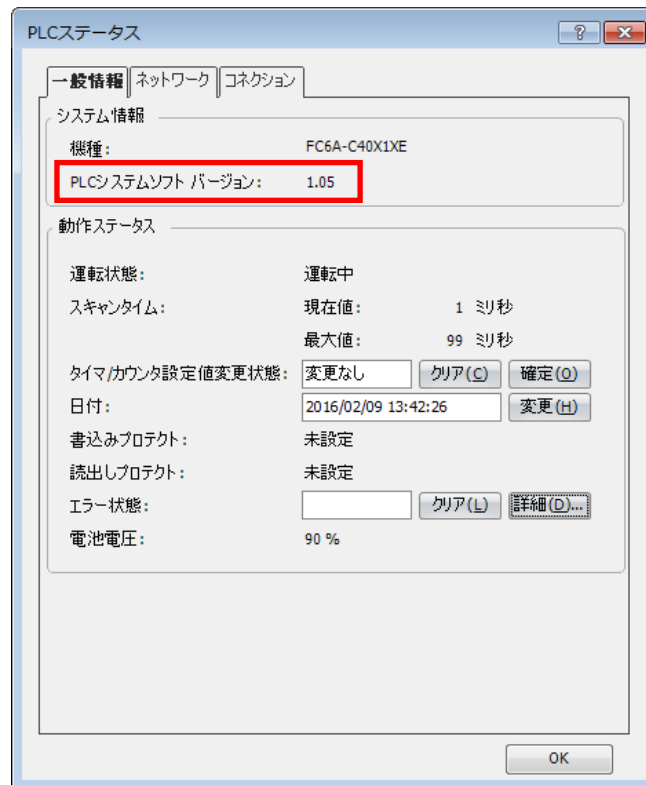 PLCステータス
一般情報 ネットワーク コネクション
システム情報
機種: FC6A-C40X1XE
PLCシステムソフト バージョン: 1.05
動作ステータス
運転状態: 運転中
スキャンタイム: 現在値: 1 ミリ秒
最大値: 99 ミリ秒
タイマ/カウンタ設定値変更状態: 変更なし クリア(C) 確定(O)
日付: 2016/02/09 13:42:26 変更(H)
書込みプロテクト: 未設定
読出しプロテクト: 未設定
エラー状態: クリア(L) 詳細(D)...
電池電圧: 90 %
OK